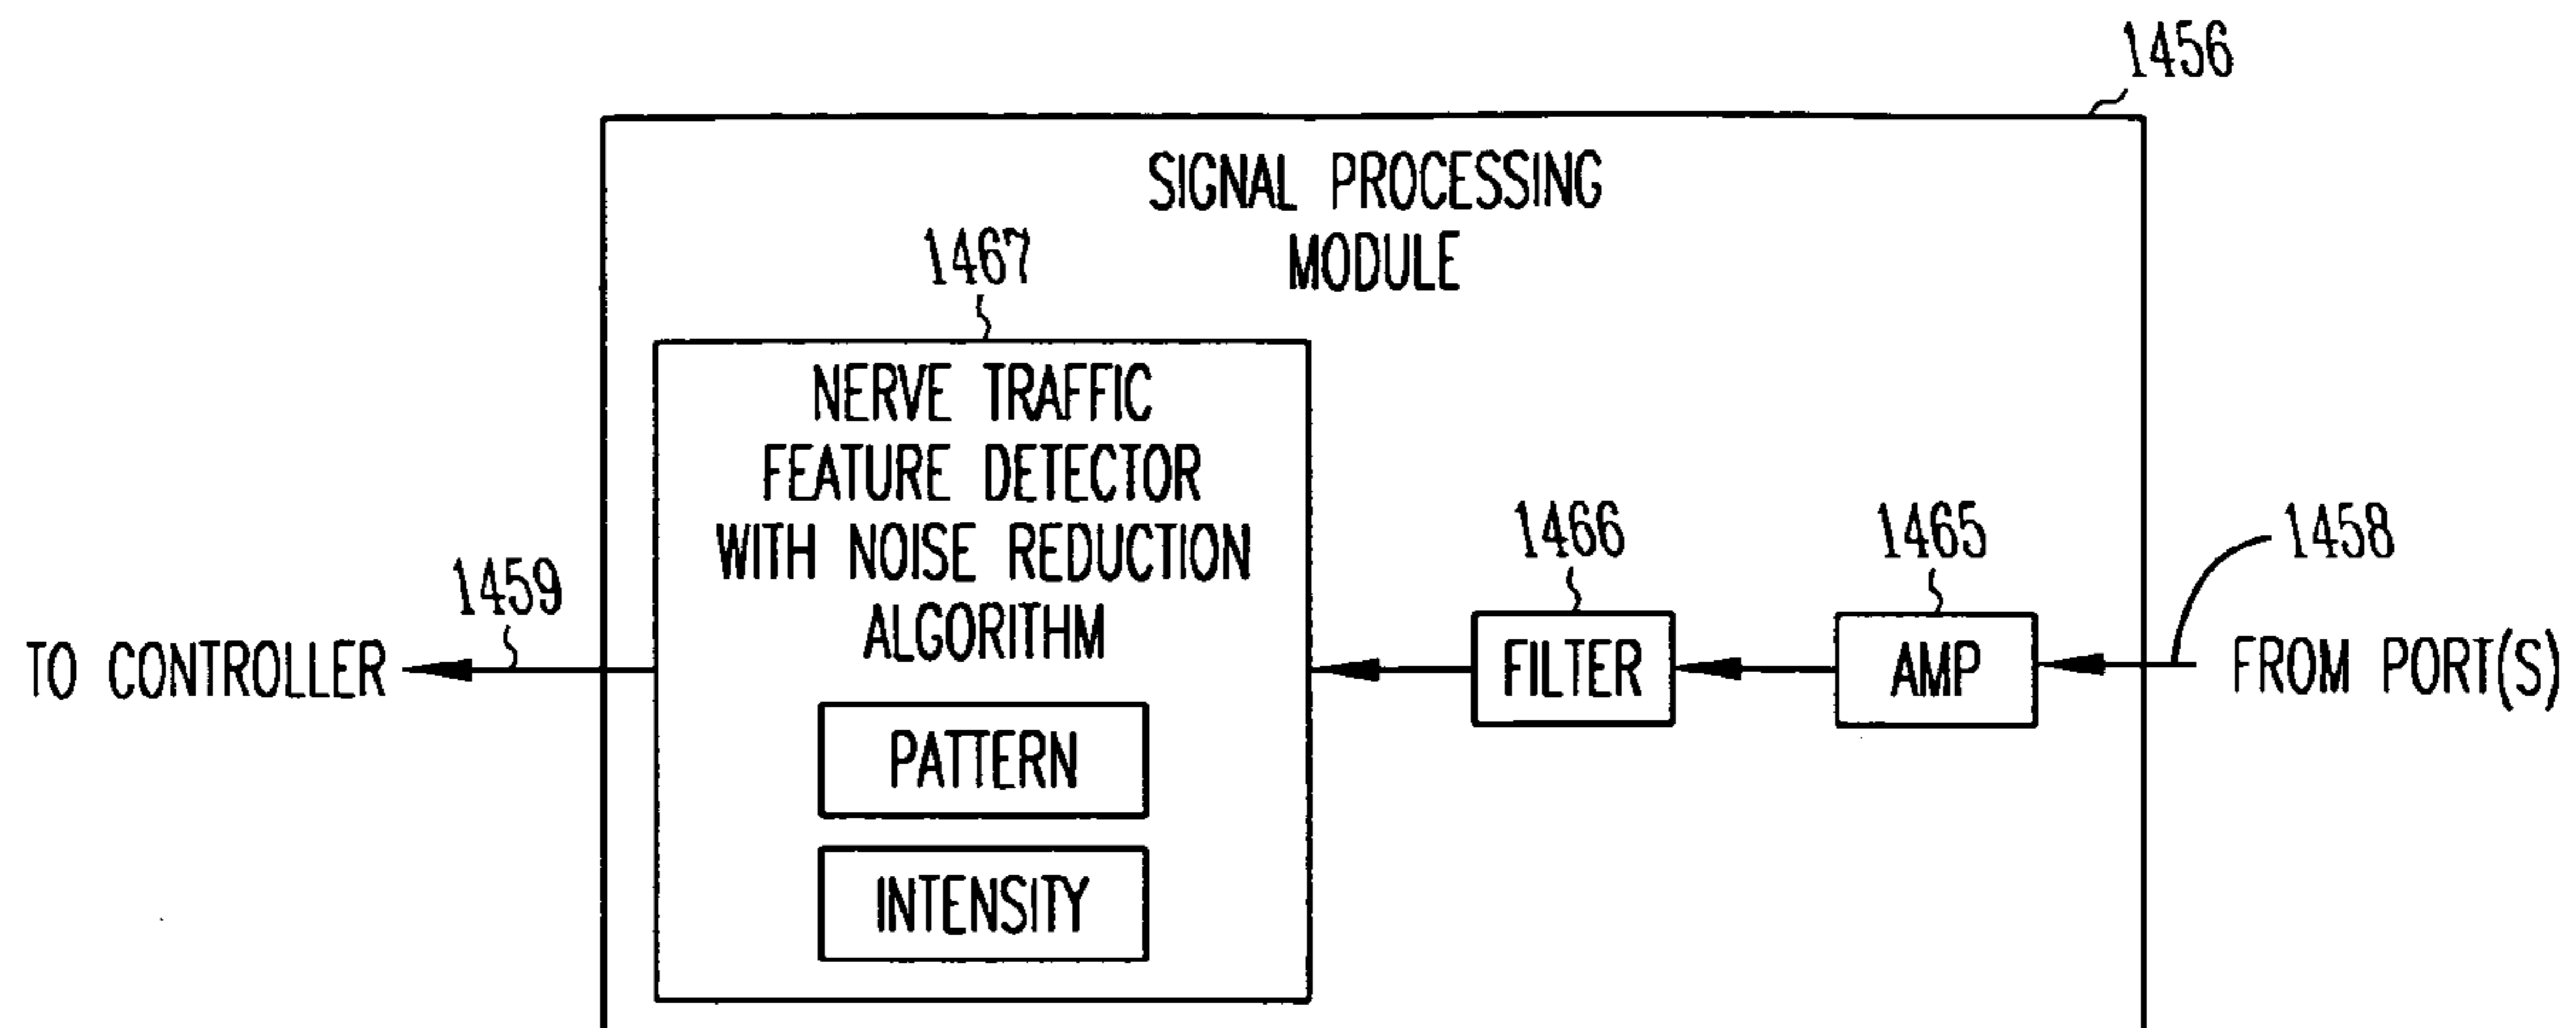 1456
SIGNAL PROCESSING
MODULE
1467
NERVE TRAFFIC
FEATURE DETECTOR
WITH NOISE REDUCTION
ALGORITHM
PATTERN
INTENSITY
1466
FILTER
1465
AMP
1458
FROM PORT(S)
1459
TO CONTROLLER